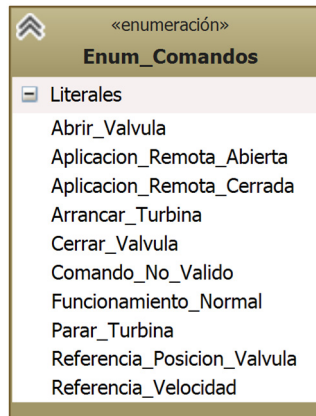 «enumeración»
Enum_Comandos
Literales
Abrir_Valvula
Aplicacion_Remota_Abierta
Aplicacion_Remota_Cerrada
Arrancar_Turbina
Cerrar_Valvula
Comando_No_Valido
Funcionamiento_Normal
Parar_Turbina
Referencia_Posicion_Valvula
Referencia_Velocidad